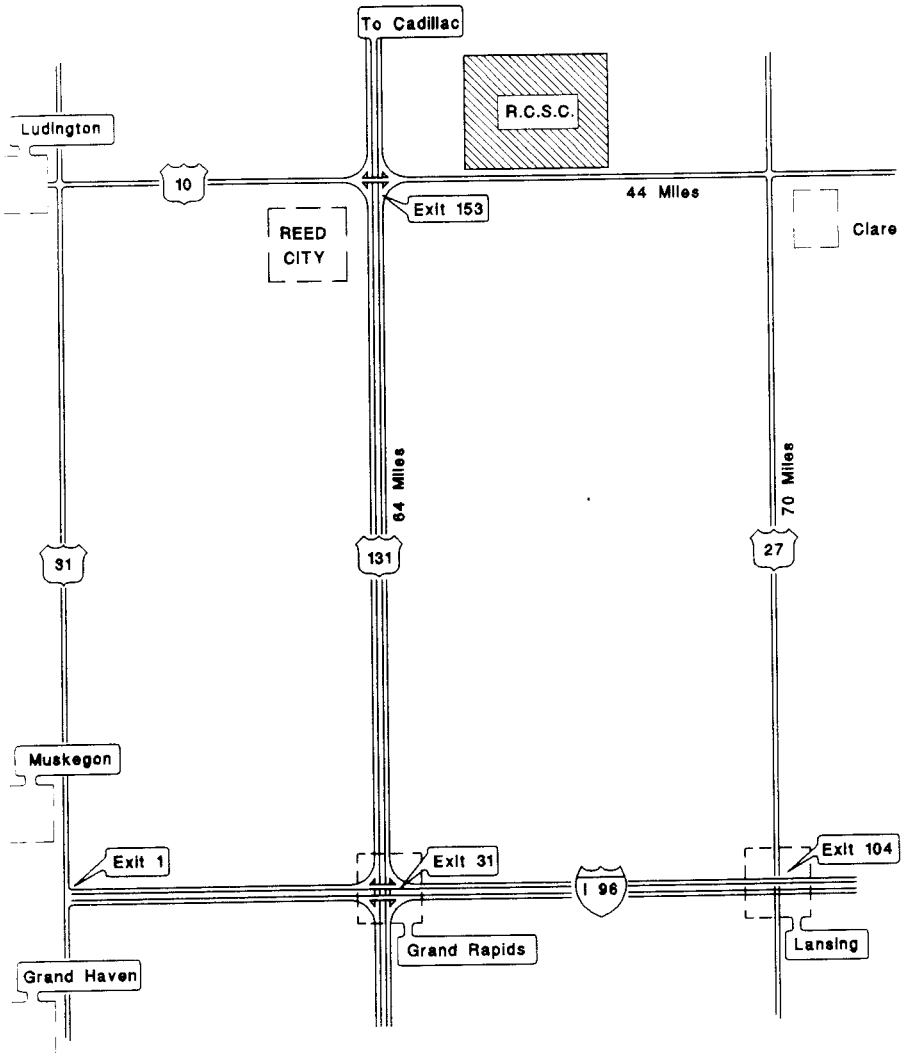 To Cadillac
R.C.S.C.
Ludington
10
44 Miles
Exit 153
REED
CITY
Clare
64 Miles
70 Miles
31
131
27
Muskegon
Exit 1
Exit 31
Exit 104
I 96
Grand Rapids
Lansing
Grand Haven